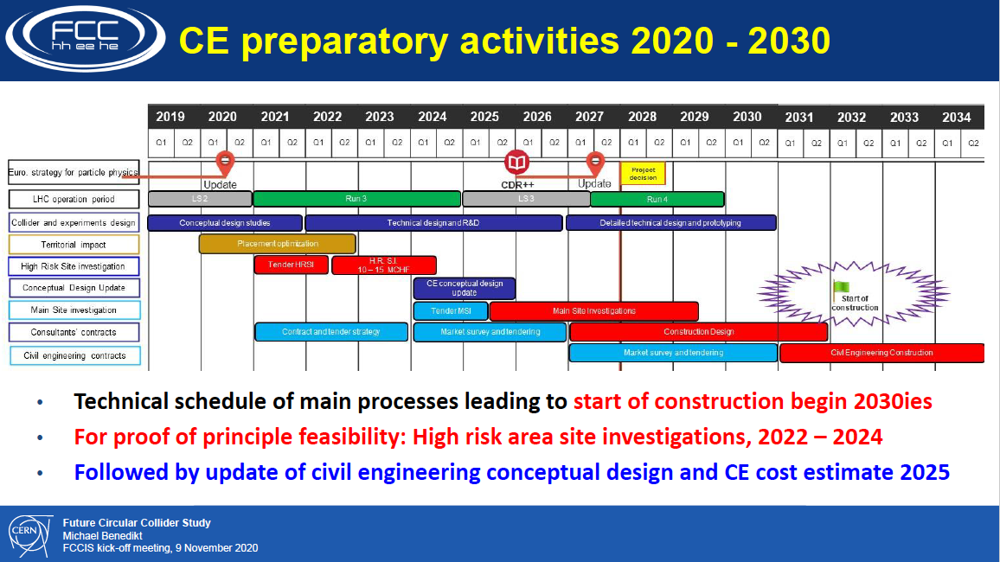 FCC
hh ee he
CE preparatory activities 2020 - 2030
2019 2020 2021 2022 2023 2024 2025 2026 2027 2028 2029 2030 2031 2032 2033 2034
Q1 Q2 Q1 Q2 Q1 Q2 Q1 Q2 Q1 Q2 Q1 Q2 Q1 Q2 Q1 Q2 Q1 Q2 Q1 Q2 Q1 Q2 Q1 Q2 Q1 Q2 Q1 Q2 Q1 Q2 Q1 Q2
Euro. strategy for particle physics
Update
CDR++
Update
Project
decision
LHC operation period
LS 2
Run 3
LS 3
Run 4
Collider and experiments design
Conceptual design studies
Technical design and R&D
Detailed technical design and prototyping
Territorial impact
Placement optimization
High Risk Site investigation
Tender HRSI
H.R. S.I.
10 – 15 MCHF
Conceptual Design Update
CE conceptual design
update
Start of
construction
Main Site investigation
Tender MSI
Main Site Investigations
Consultants' contracts
Contract and tender strategy
Market survey and tendering
Construction Design
Civil engineering contracts
Market survey and tendering
Civil Engineering Construction
• Technical schedule of main processes leading to start of construction begin 2030ies
• For proof of principle feasibility: High risk area site investigations, 2022 – 2024
• Followed by update of civil engineering conceptual design and CE cost estimate 2025
CERN
Future Circular Collider Study
Michael Benedikt
FCCIS kick-off meeting, 9 November 2020